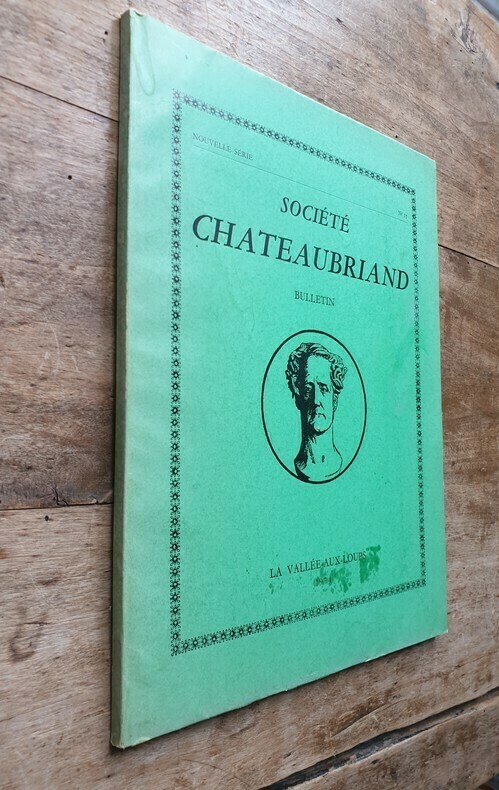 NOUVELLE SÉRIE
SOCIÉTÉ
CHATEAUBRIAND
BULLETIN
LA VALLÉE-AUX-LOUPS